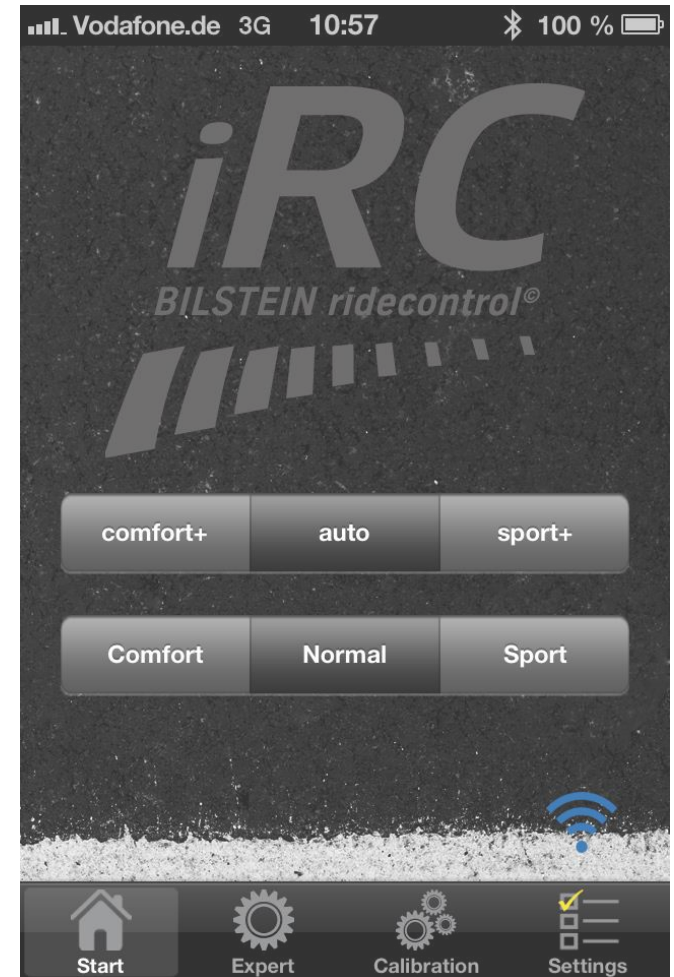 Vodafone.de 3G 10:57 100 %
iRC
BILSTEIN ridecontrol©
comfort+ auto sport+
Comfort Normal Sport
Start Expert Calibration Settings